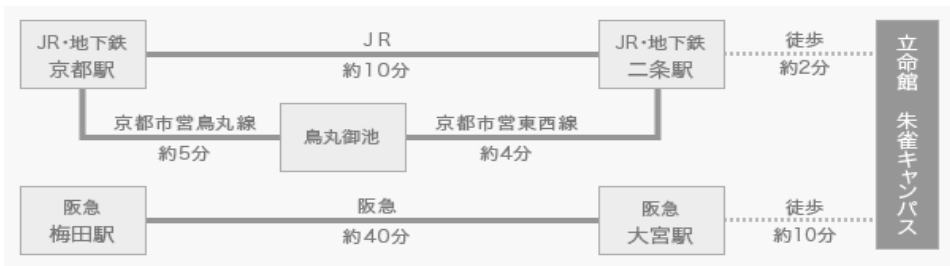 JR・地下鉄
京都駅
JR
約10分
JR・地下鉄
二条駅
徒歩
約2分
京都市営烏丸線
約5分
烏丸御池
京都市営東西線
約4分
阪急
梅田駅
阪急
約40分
阪急
大宮駅
徒歩
約10分
立命館 朱雀キャンパス